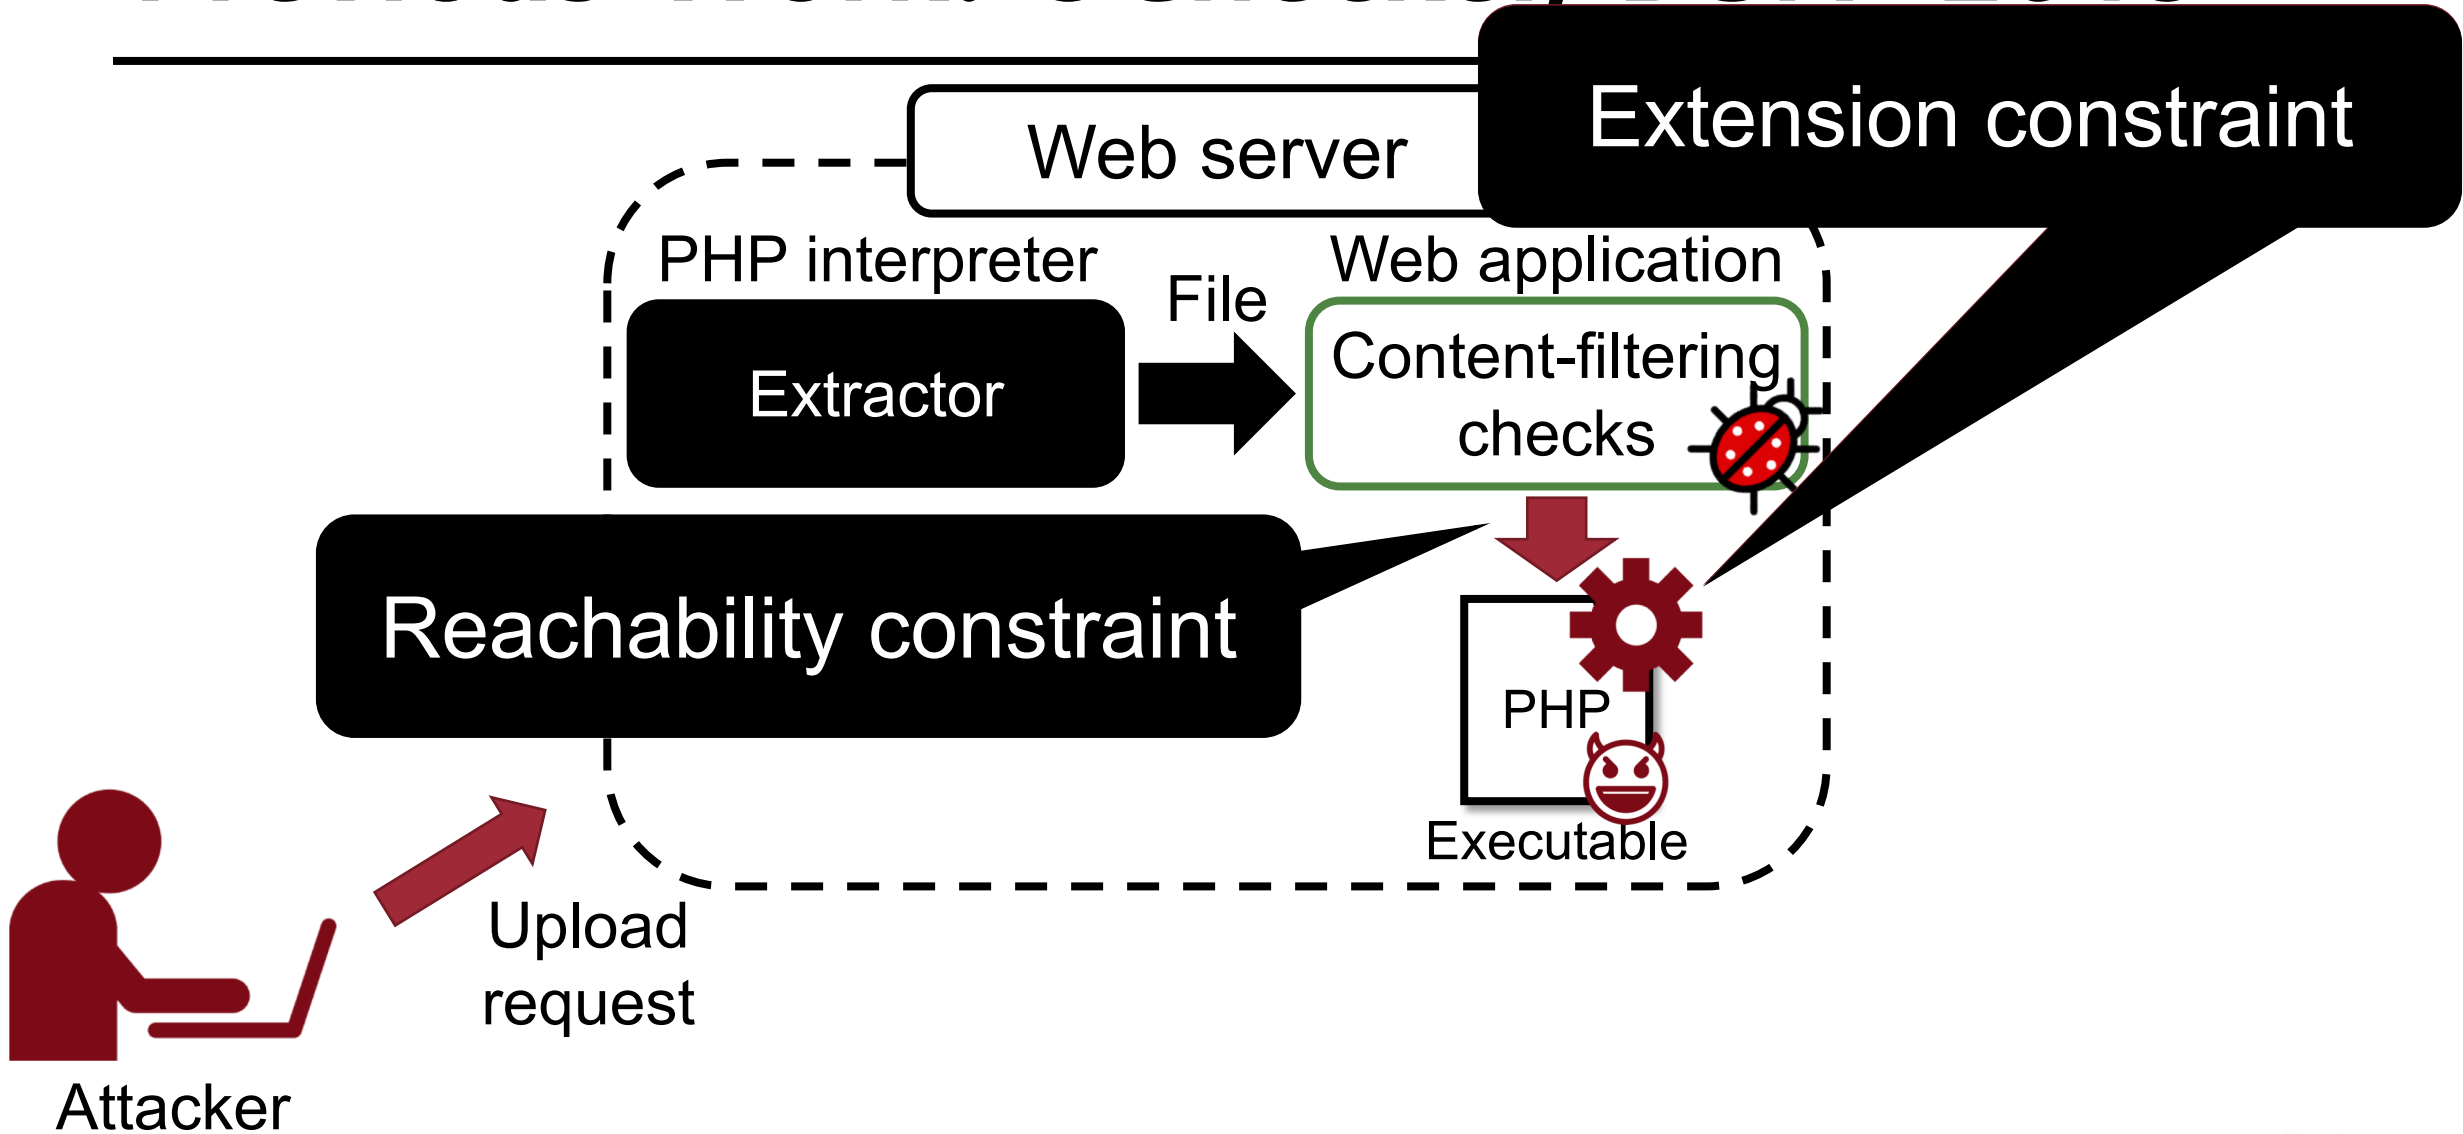 Extension constraint
Web server
PHP interpreter
File
Web application
Extractor
Content-filtering
checks
Reachability constraint
PHP
Executable
Upload
request
Attacker